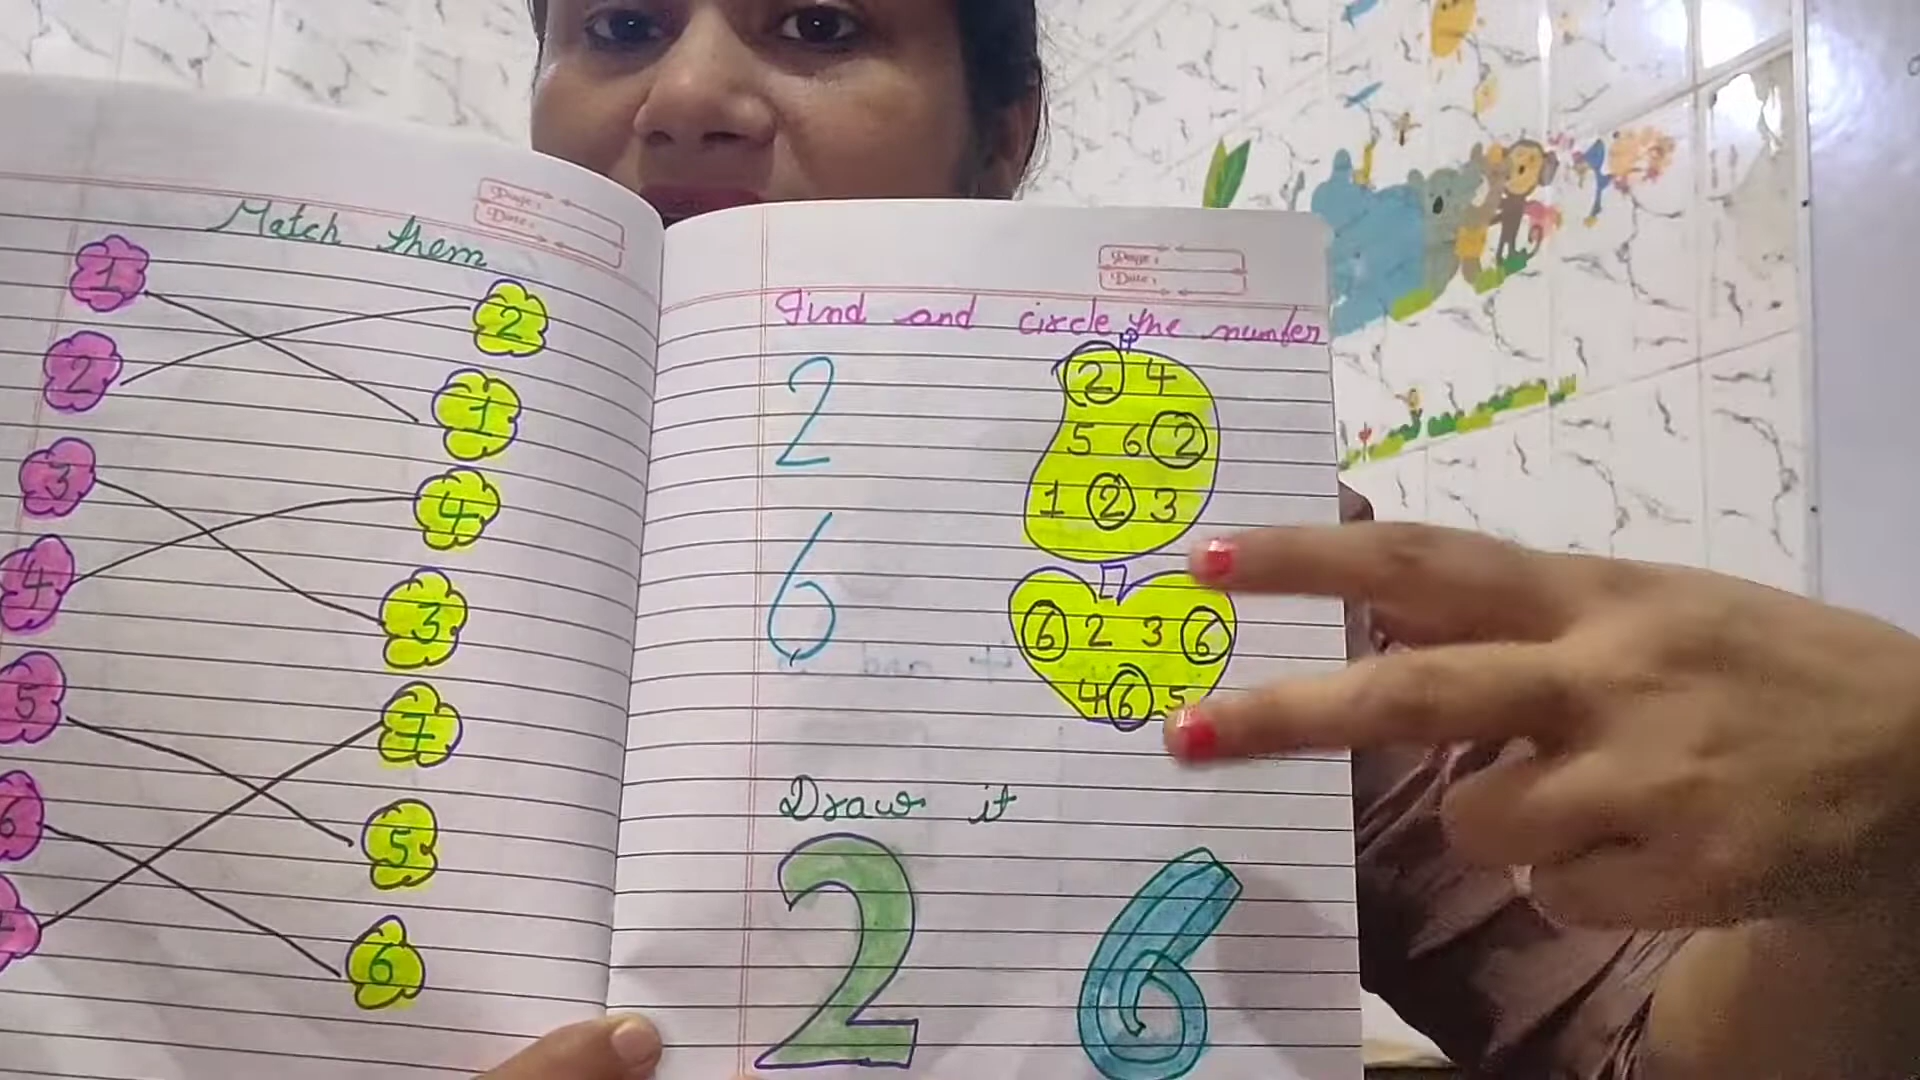 Page:
Date:
Match them
1
2
2
1
3
4
4
3
5
7
6
5
6
Page:
Date:
Find and circle the number
2
2 4
5 6 2
1 2 3
6
6 2 3 6
4 6 5
Draw it
2 6